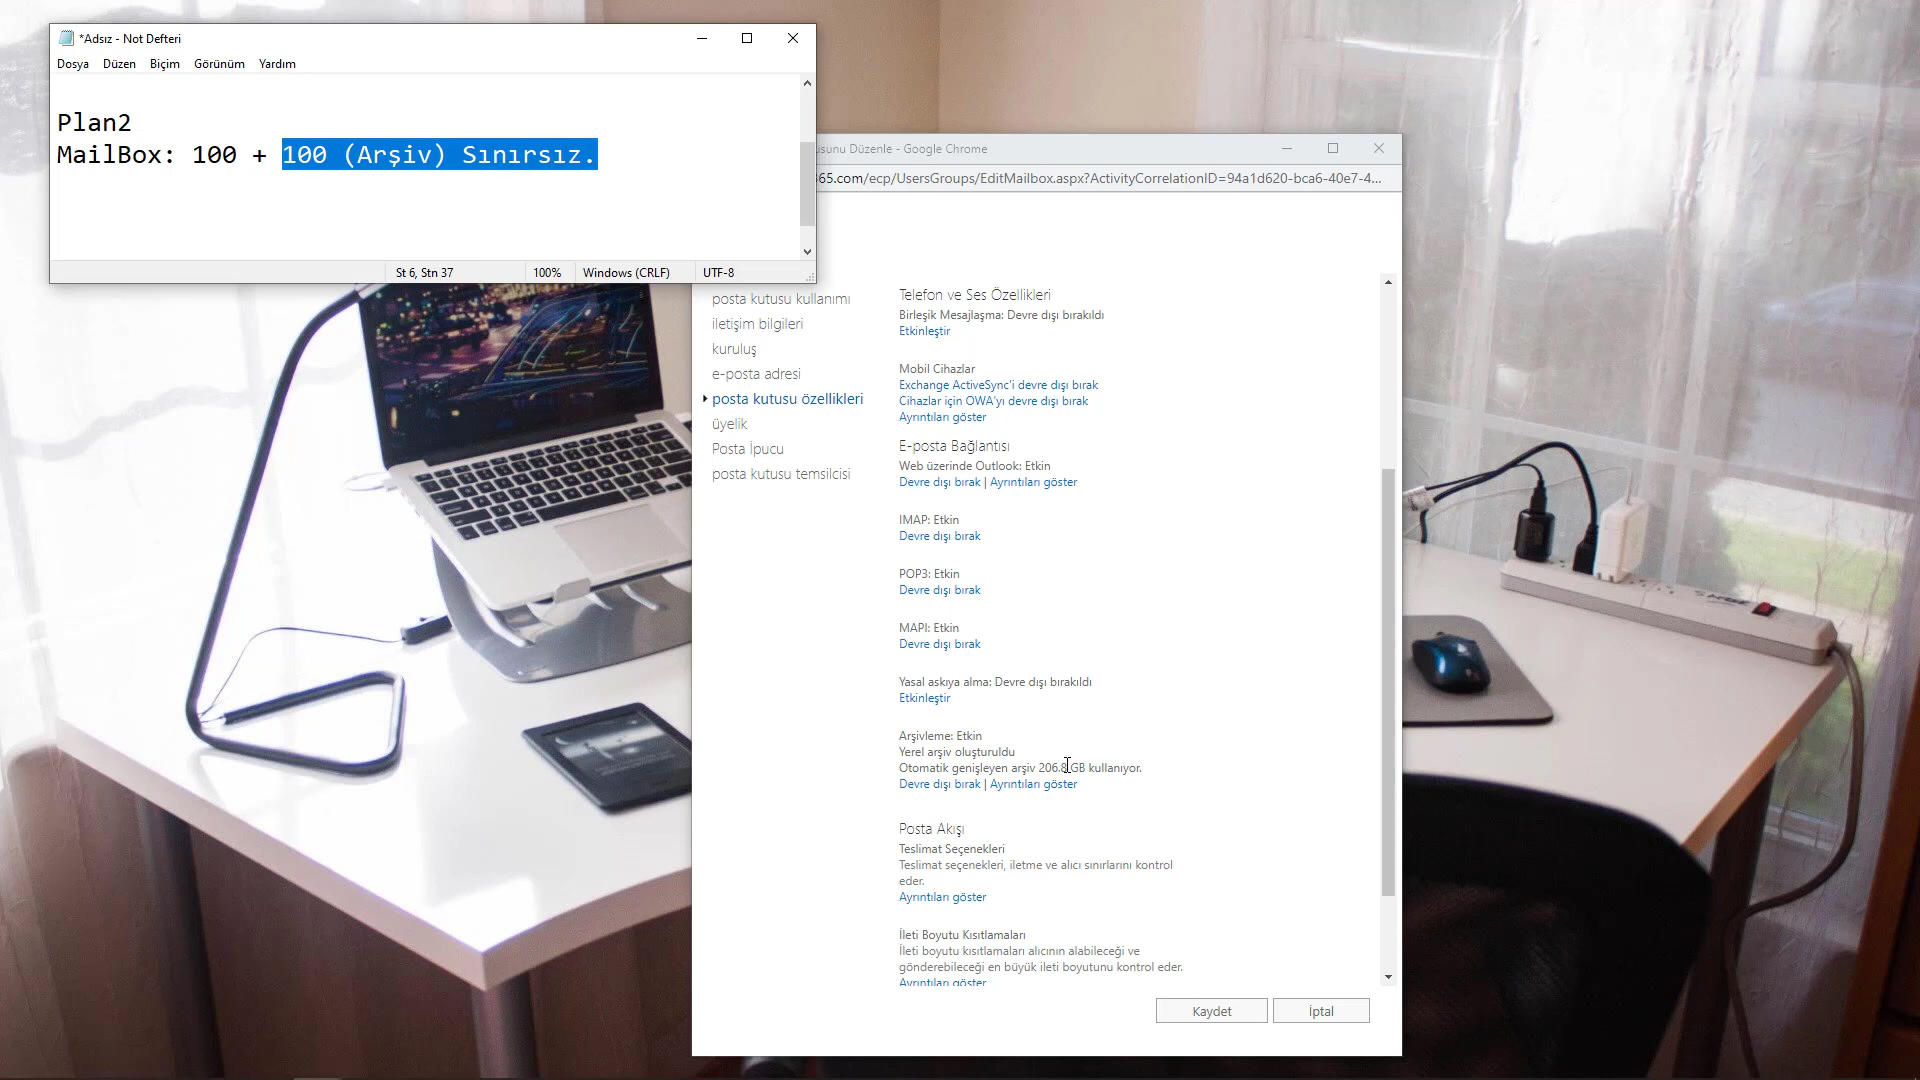 *Adsız - Not Defteri
Dosya Düzen Biçim Görünüm Yardım
Plan2
MailBox: 100 + 100 (Arşiv) Sınırsız.
St 6, Stn 37 100% Windows (CRLF) UTF-8
Düzenle - Google Chrome
65.com/ecp/UsersGroups/EditMailbox.aspx?ActivityCorrelationID=94a1d620-bca6-40e7-4...
posta kutusu kullanımı
iletişim bilgileri
kuruluş
e-posta adresi
posta kutusu özellikleri
üyelik
Posta İpucu
posta kutusu temsilcisi
Telefon ve Ses Özellikleri
Birleşik Mesajlaşma: Devre dışı bırakıldı
Etkinleştir
Mobil Cihazlar
Exchange ActiveSync'i devre dışı bırak
Cihazlar için OWA'yı devre dışı bırak
Ayrıntıları göster
E-posta Bağlantısı
Web üzerinde Outlook: Etkin
Devre dışı bırak | Ayrıntıları göster
IMAP: Etkin
Devre dışı bırak
POP3: Etkin
Devre dışı bırak
MAPI: Etkin
Devre dışı bırak
Yasal askıya alma: Devre dışı bırakıldı
Etkinleştir
Arşivleme: Etkin
Yerel arşiv oluşturuldu
Otomatik genişleyen arşiv 206.8 GB kullanıyor.
Devre dışı bırak | Ayrıntıları göster
Posta Akışı
Teslimat Seçenekleri
Teslimat seçenekleri, iletme ve alıcı sınırlarını kontrol
eder.
Ayrıntıları göster
İleti Boyutu Kısıtlamaları
İleti boyutu kısıtlamaları alıcının alabileceği ve
gönderebileceği en büyük ileti boyutunu kontrol eder.
Ayrıntıları göster
Kaydet İptal